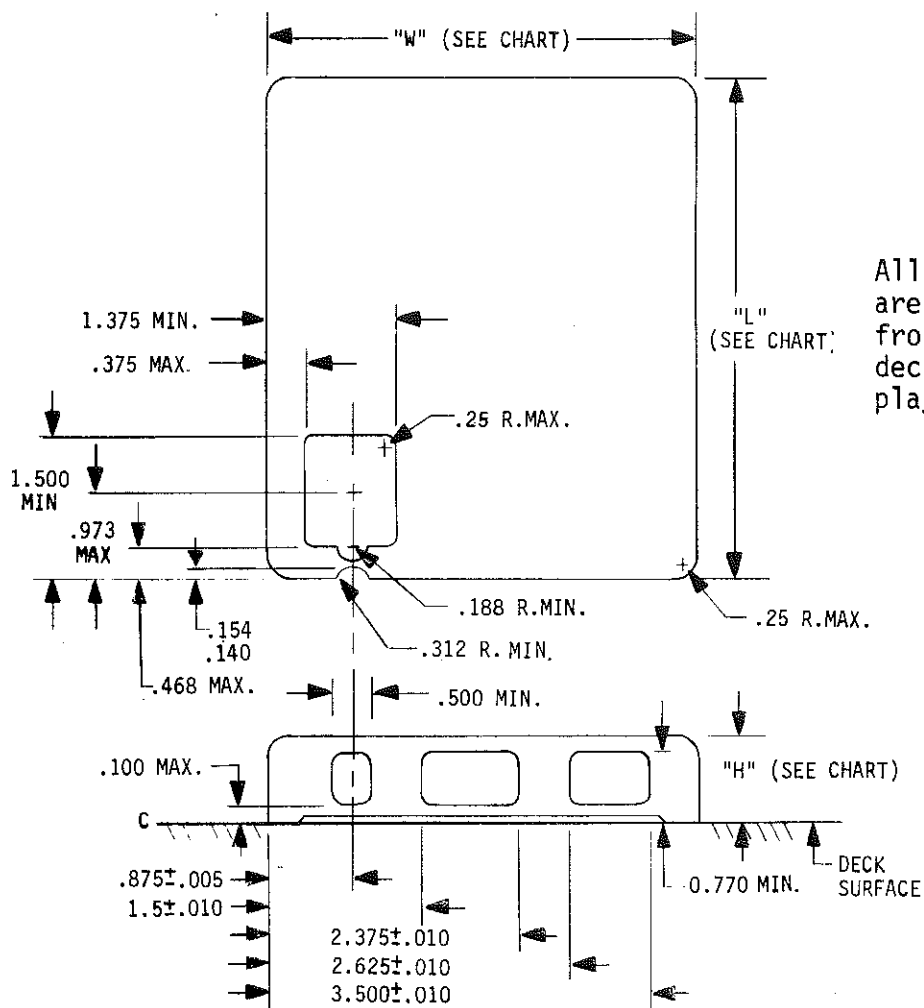 "W" (SEE CHART)
"L"
(SEE CHART)
All
are
fro
dec
pla
1.375 MIN.
.375 MAX.
.25 R.MAX.
1.500
MIN
.973
MAX
.188 R.MIN.
.25 R.MAX.
.154
.140
.312 R. MIN.
.468 MAX.
.500 MIN.
.100 MAX.
"H" (SEE CHART)
C
.875±.005
0.770 MIN.
DECK
SURFACE
1.5±.010
2.375±.010
2.625±.010
3.500±.010